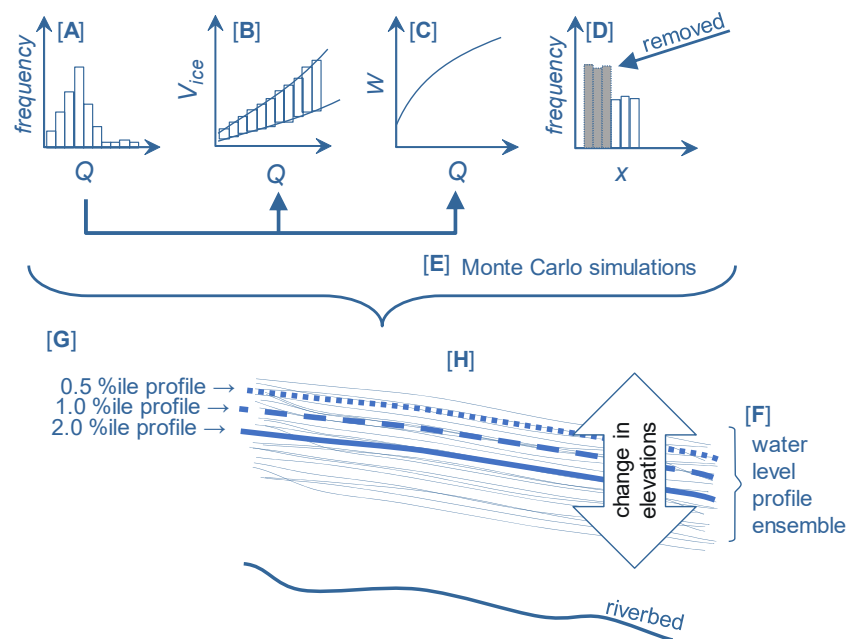 [A]
frequency
Q
[B]
Vice
Q
[C]
W
Q
[D]
removed
frequency
x
[E] Monte Carlo simulations
[G]
[H]
0.5 %ile profile →
1.0 %ile profile →
2.0 %ile profile →
change in
elevations
[F]
water
level
profile
ensemble
riverbed